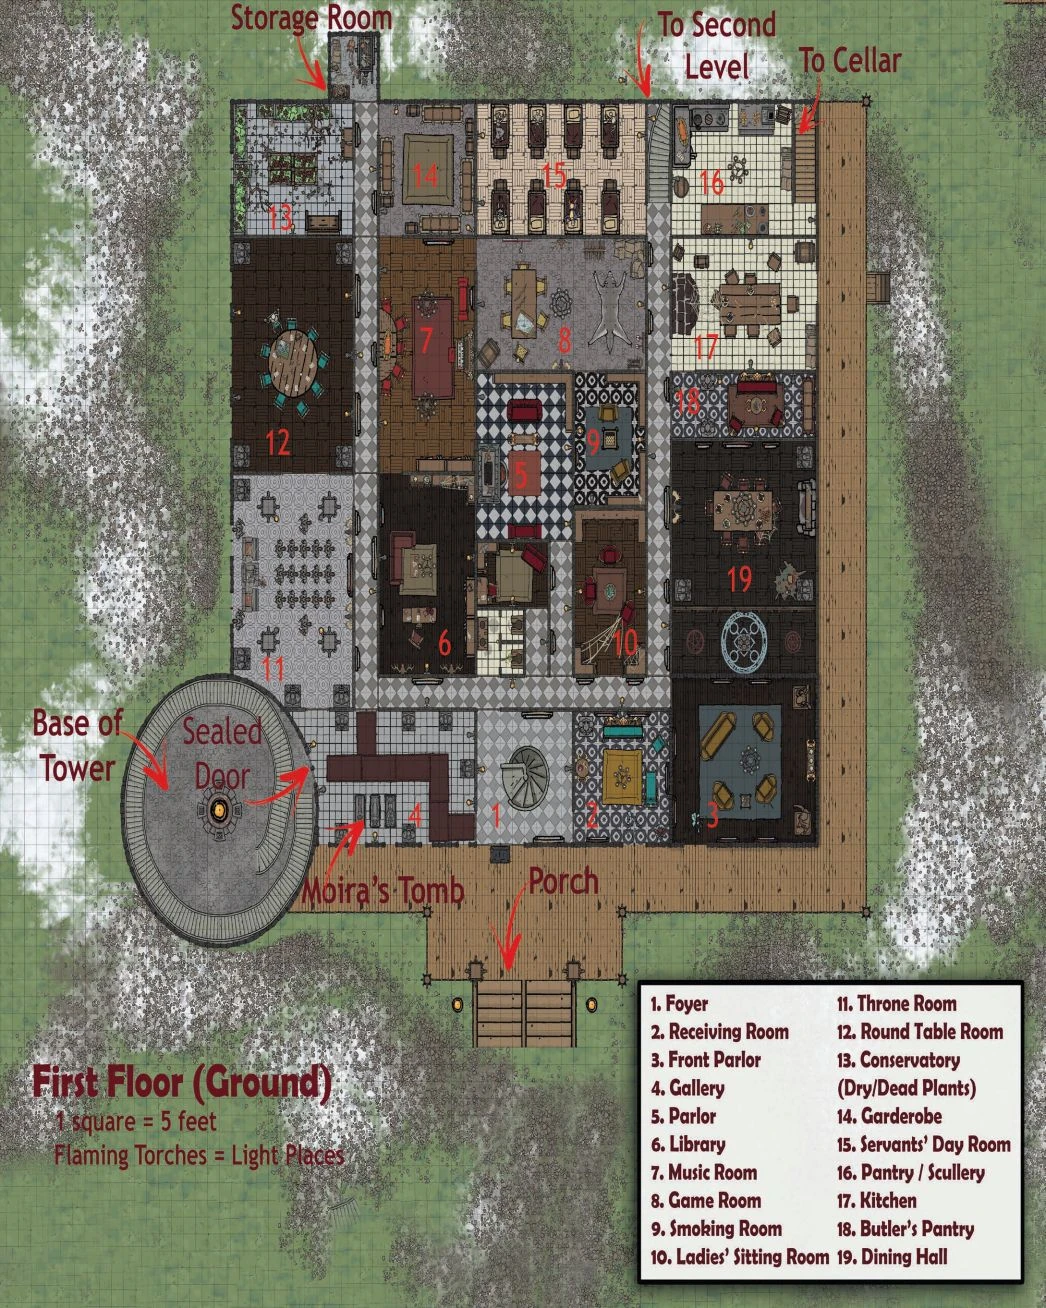 Storage Room
To Second
Level
To Cellar
14
15
16
13
7
8
17
12
18
9
5
19
6
10
11
Base of
Tower
Sealed
Door
4
1
2
3
Moira's Tomb
Porch
First Floor (Ground)
1 square = 5 feet
Flaming Torches = Light Places
1. Foyer
2. Receiving Room
3. Front Parlor
4. Gallery
5. Parlor
6. Library
7. Music Room
8. Game Room
9. Smoking Room
10. Ladies' Sitting Room
11. Throne Room
12. Round Table Room
13. Conservatory
(Dry/Dead Plants)
14. Garderobe
15. Servants' Day Room
16. Pantry / Scullery
17. Kitchen
18. Butler's Pantry
19. Dining Hall